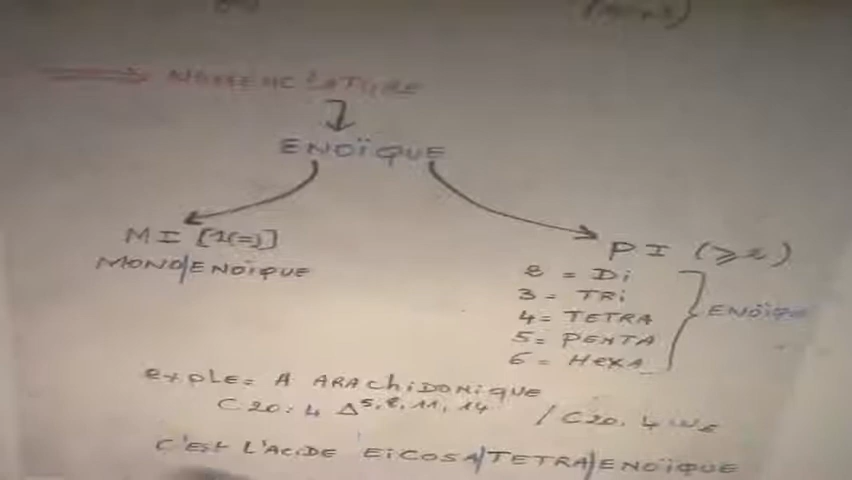 NOMENCLATURE
ENOÏQUE
MI [1(=)]
MONO/ENOÏQUE
PI (≥2)
2 = Di
3 = TRi
4 = TETRA
5 = PENTA
6 = HEXA
ENOÏQUE
exple = A ARACHiDONiQUE
C20:4 Δ5,8,11,14 / C20:4 W6
C'EST L'ACiDE EiCOSA/TETRA/ENOÏQUE